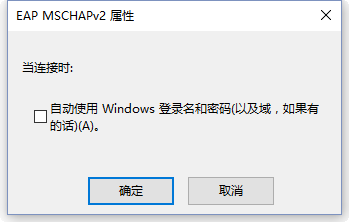 EAP MSCHAPv2 属性
当连接时:
自动使用 Windows 登录名和密码(以及域，如果有
的话)(A)。
确定
取消